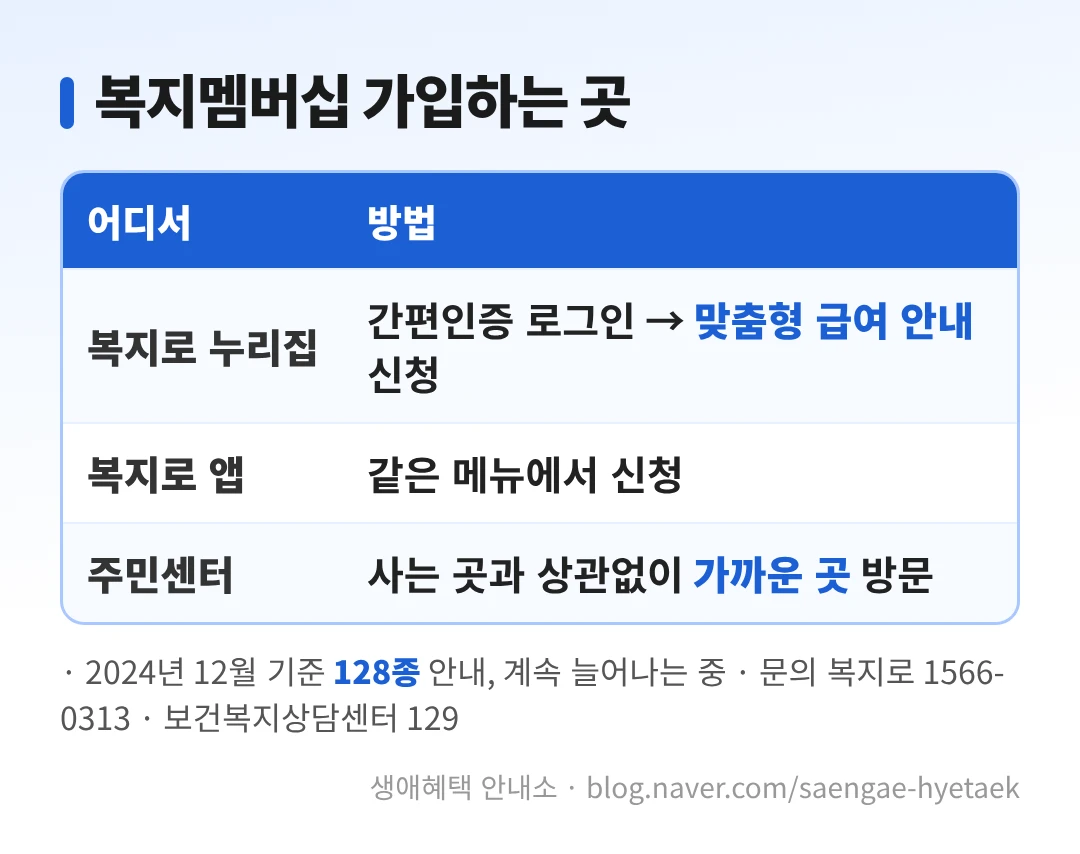 복지멤버십 가입하는 곳
어디서 방법
복지로 누리집
간편인증 로그인 → 맞춤형 급여 안내
신청
복지로 앱 같은 메뉴에서 신청
주민센터 사는 곳과 상관없이 가까운 곳 방문
· 2024년 12월 기준 128종 안내, 계속 늘어나는 중 · 문의 복지로 1566-
0313 · 보건복지상담센터 129
생애혜택 안내소 · blog.naver.com/saengae-hyetaek